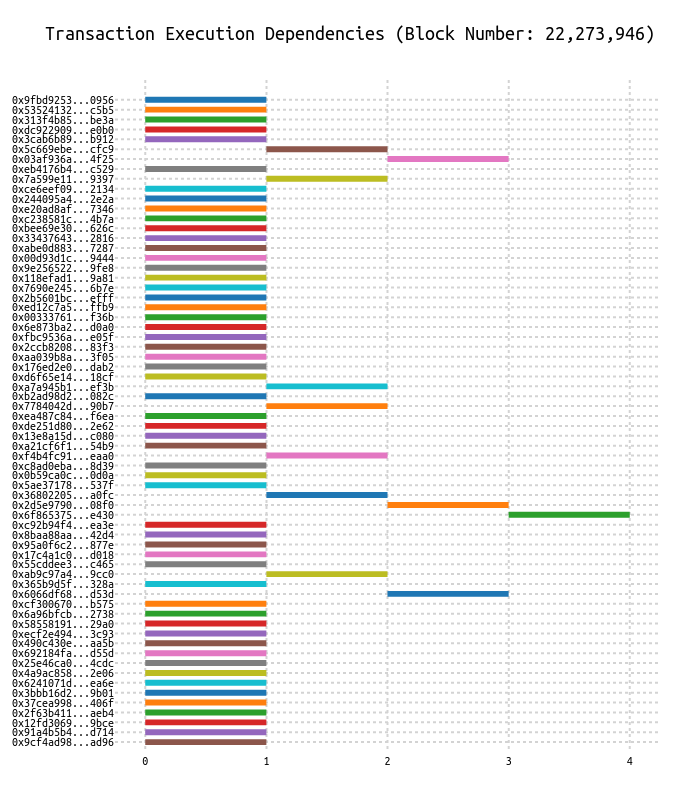 Transaction Execution Dependencies (Block Number: 22,273,946)
0x9fbd9253...0956
0x53524132...c5b5
0x313f4b85...be3a
0xdc922909...e0b0
0x3cab6b89...b912
0x5c669ebe...cfc9
0x03af936a...4f25
0xeb4176b4...c529
0x7a599e11...9397
0xce6eef09...2134
0x244095a4...2e2a
0xe20ad8af...7346
0xc238581c...4b7a
0xbee69e30...626c
0x33437643...2816
0xabe0d883...7287
0x00d93d1c...9444
0x9e256522...9fe8
0x118efad1...9a81
0x7690e245...6b7e
0x2b5601bc...efff
0xed12c7a5...ffb9
0x00333761...f36b
0x6e873ba2...d0a0
0xfbc9536a...e05f
0x2ccb8208...83f3
0xaa039b8a...3f05
0x176ed2e0...dab2
0xd6f65e14...18cf
0xa7a945b1...ef3b
0xb2ad98d2...082c
0x7784042d...90b7
0xea487c84...f6ea
0xde251d80...2e62
0x13e8a15d...c080
0xa21cf6f1...54b9
0xf4b4fc91...eaa0
0xc8ad0eba...8d39
0x0b59ca0c...0d0a
0x5ae37178...537f
0x36802205...a0fc
0x2d5e9790...08f0
0x6f865375...e430
0xc92b94f4...ea3e
0x8baa88aa...42d4
0x95a0f6c2...877e
0x17c4a1c0...d018
0x55cddee3...c465
0xab9c97a4...9cc0
0x365b9d5f...328a
0x6066df68...d53d
0xcf300670...b575
0x6a96bfcb...2738
0x58558191...29a0
0xecf2e494...3c93
0x490c430e...aa5b
0x692184fa...d55d
0x25e46ca0...4cdc
0x4a9ac858...2e06
0x6241071d...ea6e
0x3bbb16d2...9b01
0x37cea998...406f
0x2f63b411...aeb4
0x12fd3069...9bce
0x91a4b5b4...d714
0x9cf4ad98...ad96
0 1 2 3 4